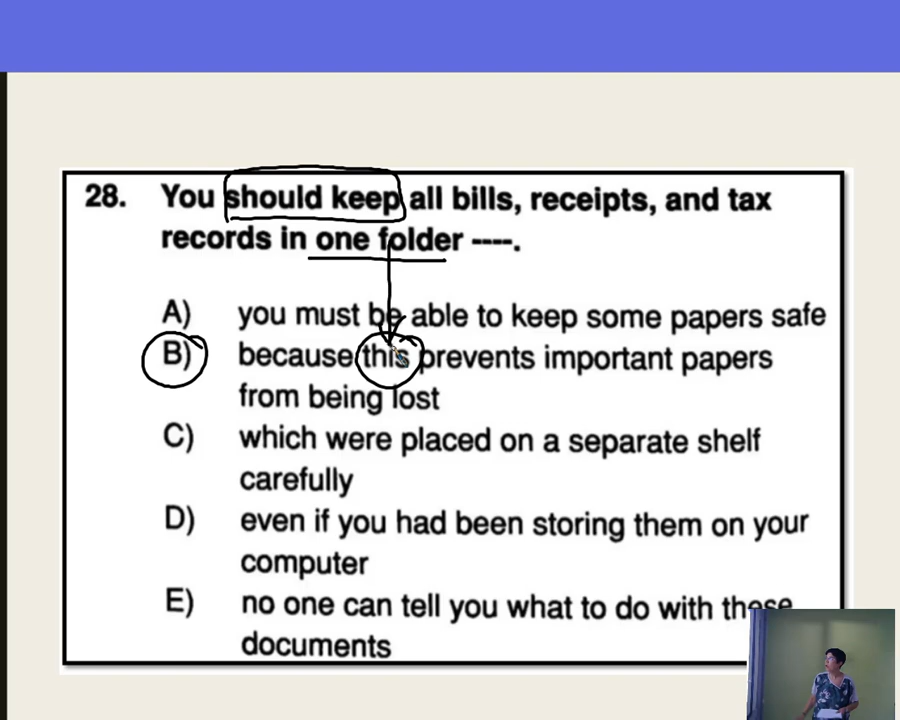 28. You should keep all bills, receipts, and tax
records in one folder ----.
A) you must be able to keep some papers safe
B) because this prevents important papers
from being lost
C) which were placed on a separate shelf
carefully
D) even if you had been storing them on your
computer
E) no one can tell you what to do with these
documents